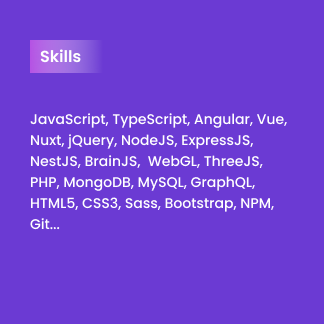 Skills
JavaScript, TypeScript, Angular, Vue,
Nuxt, jQuery, NodeJS, ExpressJS,
NestJS, BrainJS,  WebGL, ThreeJS,
PHP, MongoDB, MySQL, GraphQL,
HTML5, CSS3, Sass, Bootstrap, NPM,
Git...